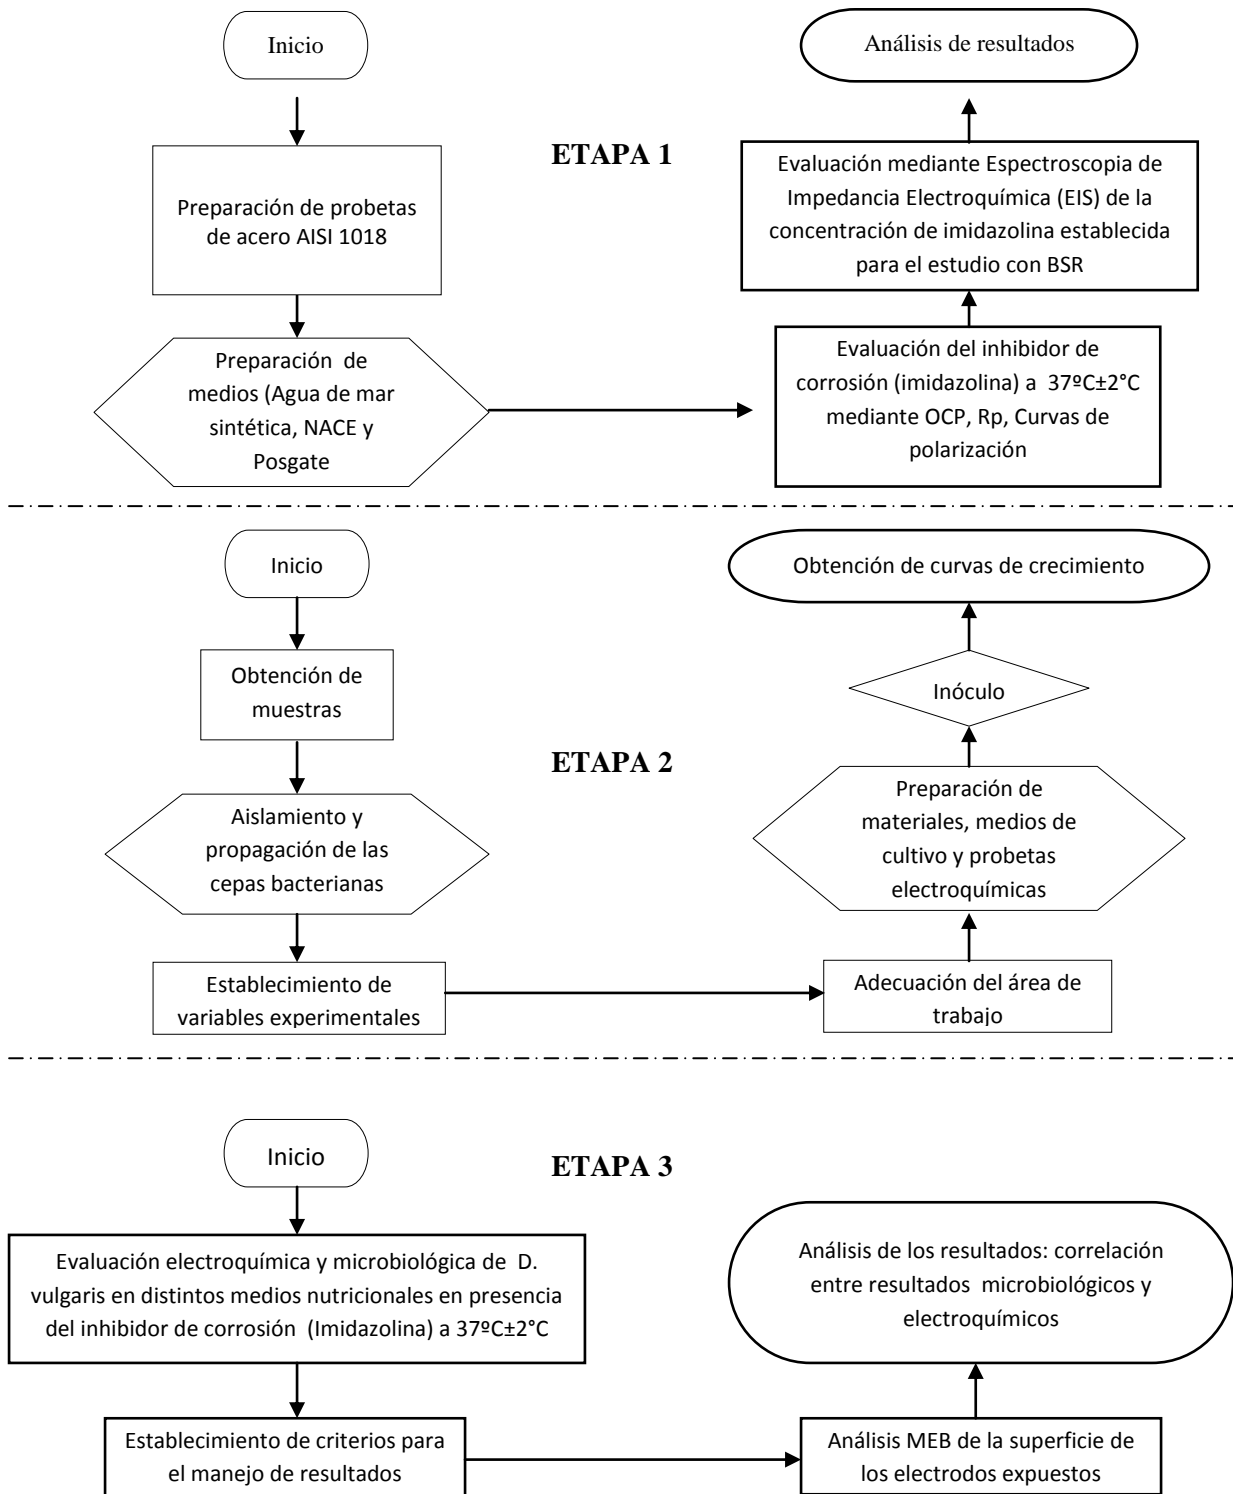 Inicio
Preparación de probetas
de acero AISI 1018
Preparación de
medios (Agua de mar
sintética, NACE y
Posgate
ETAPA 1
Análisis de resultados
Evaluación mediante Espectroscopia de
Impedancia Electroquímica (EIS) de la
concentración de imidazolina establecida
para el estudio con BSR
Evaluación del inhibidor de
corrosión (imidazolina) a 37ºC±2°C
mediante OCP, Rp, Curvas de
polarización
Inicio
Obtención de
muestras
Aislamiento y
propagación de las
cepas bacterianas
Establecimiento de
variables experimentales
ETAPA 2
Obtención de curvas de crecimiento
Inóculo
Preparación de
materiales, medios de
cultivo y probetas
electroquímicas
Adecuación del área de
trabajo
Inicio
ETAPA 3
Evaluación electroquímica y microbiológica de D.
vulgaris en distintos medios nutricionales en presencia
del inhibidor de corrosión (Imidazolina) a 37ºC±2°C
Establecimiento de criterios para
el manejo de resultados
Análisis de los resultados: correlación
entre resultados microbiológicos y
electroquímicos
Análisis MEB de la superficie de
los electrodos expuestos